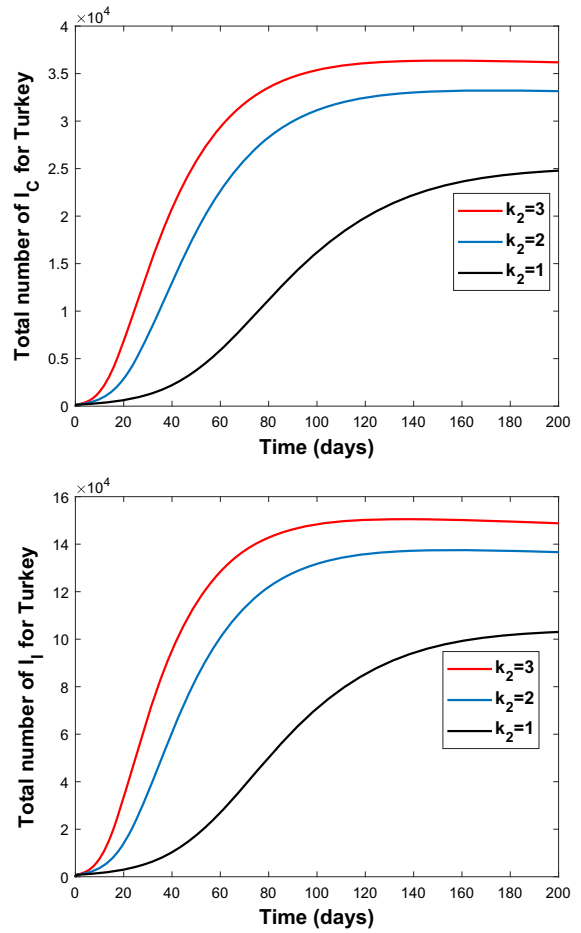 ×10⁴
4
3.5
3
2.5
2
1.5
1
0.5
0
Total number of I_C for Turkey
k₂=3
k₂=2
k₂=1
0 20 40 60 80 100 120 140 160 180 200
Time (days)
×10⁴
16
14
12
10
8
6
4
2
0
Total number of I_I for Turkey
k₂=3
k₂=2
k₂=1
0 20 40 60 80 100 120 140 160 180 200
Time (days)